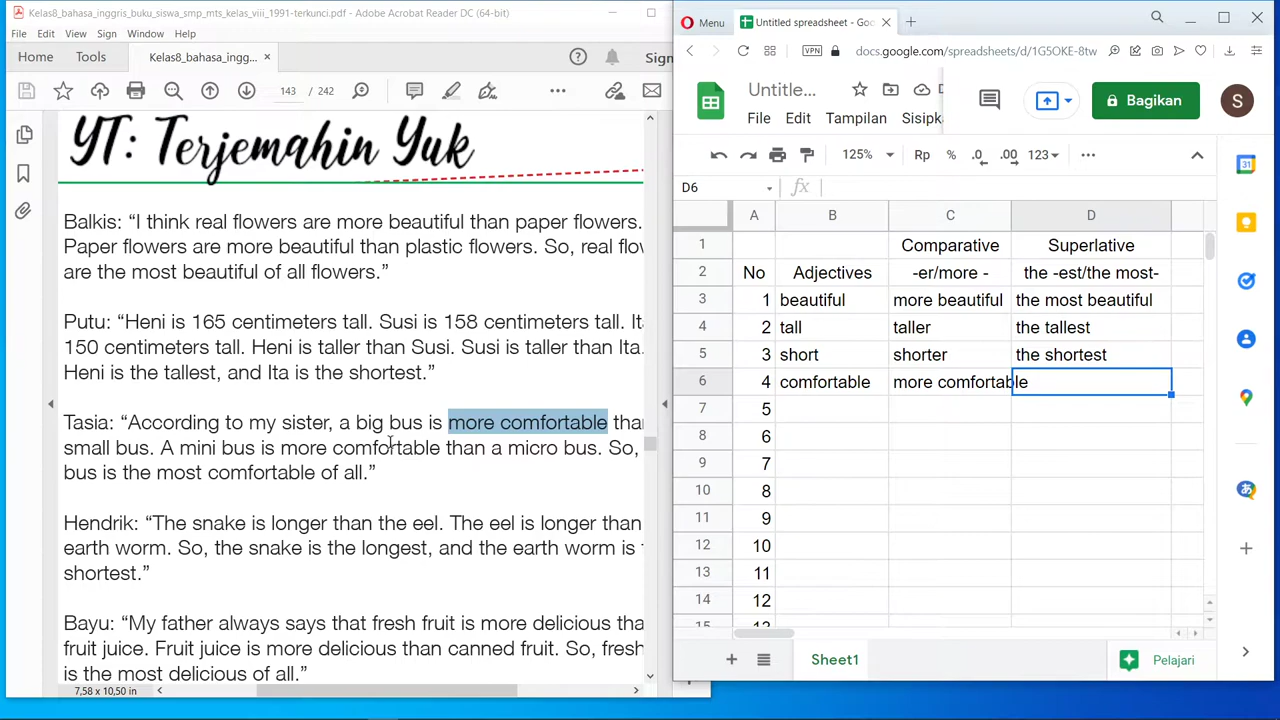 kelas8_bahasa_inggris_buku_siswa_smp_mts_kelas_viii_1991-terkunci.pdf - Adobe Acrobat Reader DC (64-bit)
File Edit View Sign Window Help
Home Tools Kelas8_bahasa_ingg... × Sign
143 / 242
YT: Terjemahin Yuk
Balkis: “I think real flowers are more beautiful than paper flowers.
Paper flowers are more beautiful than plastic flowers. So, real flow
are the most beautiful of all flowers.”
Putu: “Heni is 165 centimeters tall. Susi is 158 centimeters tall. Ita
150 centimeters tall. Heni is taller than Susi. Susi is taller than Ita.
Heni is the tallest, and Ita is the shortest.”
Tasia: “According to my sister, a big bus is more comfortable than
small bus. A mini bus is more comfortable than a micro bus. So,
bus is the most comfortable of all.”
Hendrik: “The snake is longer than the eel. The eel is longer than
earth worm. So, the snake is the longest, and the earth worm is
shortest.”
Bayu: “My father always says that fresh fruit is more delicious tha
fruit juice. Fruit juice is more delicious than canned fruit. So, fresh
is the most delicious of all.”
7,58 x 10,50 in
Menu Untitled spreadsheet - Goo
VPN docs.google.com/spreadsheets/d/1G5OKE-8tw
Untitle... Bagikan S
File Edit Tampilan Sisipk
125% Rp % .0 .00 123
D6 fx
A B C D
1 Comparative Superlative
2 No Adjectives -er/more - the -est/the most-
3 1 beautiful more beautiful the most beautiful
4 2 tall taller the tallest
5 3 short shorter the shortest
6 4 comfortable more comfortable
7 5
8 6
9 7
10 8
11 9
12 10
13 11
14 12
15 13
Sheet1 Pelajari
31